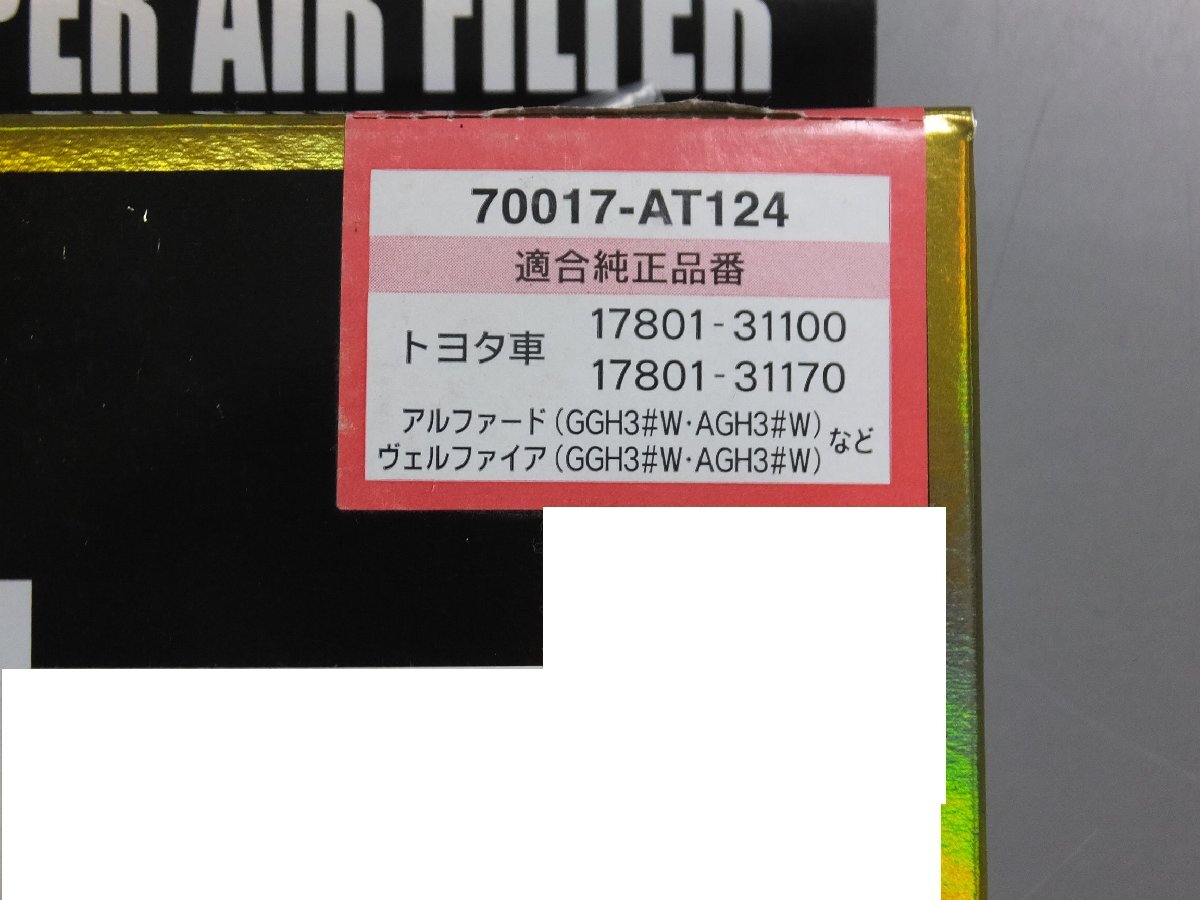 PER AIR FILTER
70017-AT124
適合純正品番
トヨタ車 17801-31100
17801-31170
アルファード(GGH3#W･AGH3#W)
ヴェルファイア(GGH3#W･AGH3#W) など